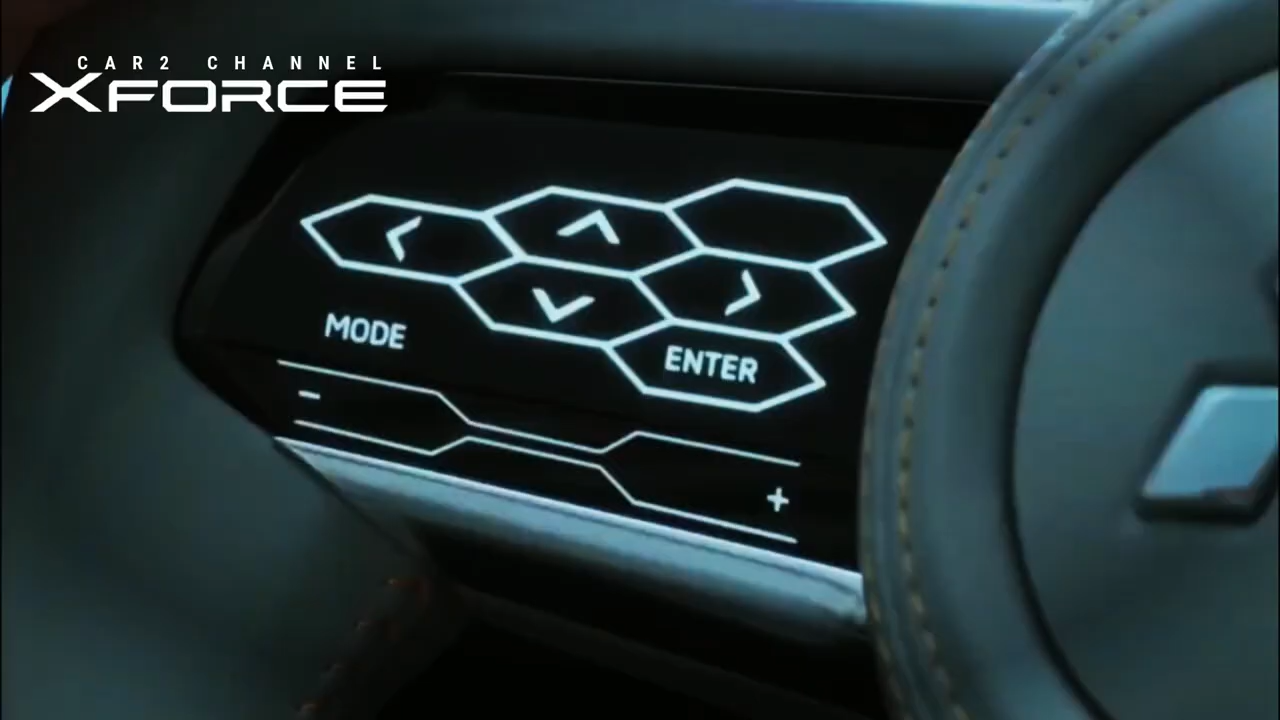 CAR2 CHANNEL
XFORCE
MODE
ENTER
-
+